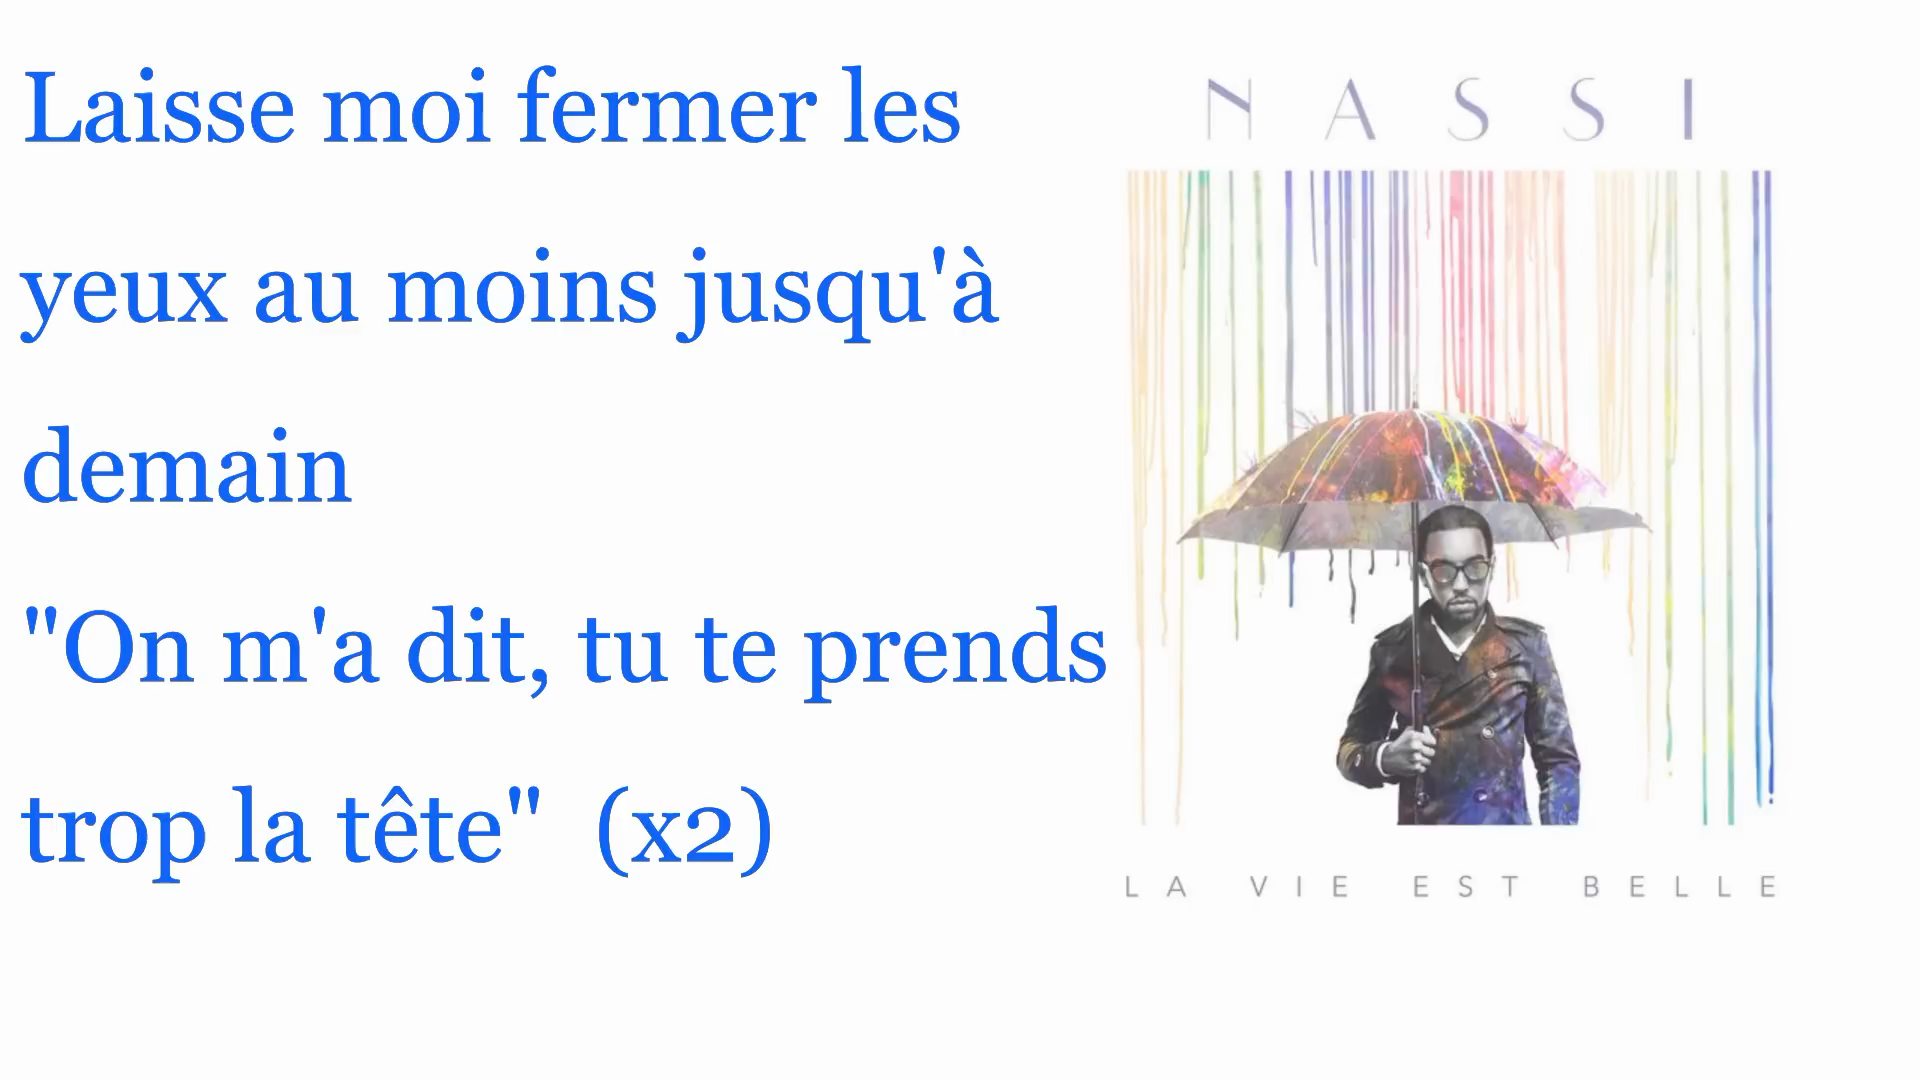 Laisse moi fermer les
yeux au moins jusqu'à
demain
"On m'a dit, tu te prends
trop la tête"  (x2)
NASSI
LA VIE EST BELLE